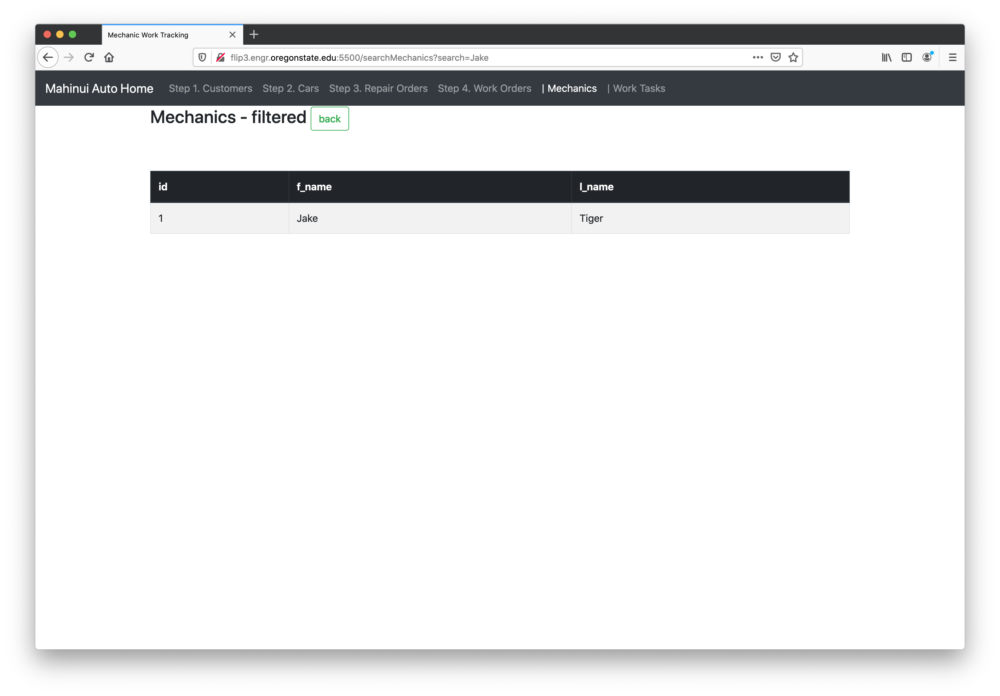 Mechanic Work Tracking
flip3.engr.oregonstate.edu:5500/searchMechanics?search=Jake
Mahinui Auto Home Step 1. Customers Step 2. Cars Step 3. Repair Orders Step 4. Work Orders | Mechanics | Work Tasks
Mechanics - filtered back
id f_name l_name
1 Jake Tiger